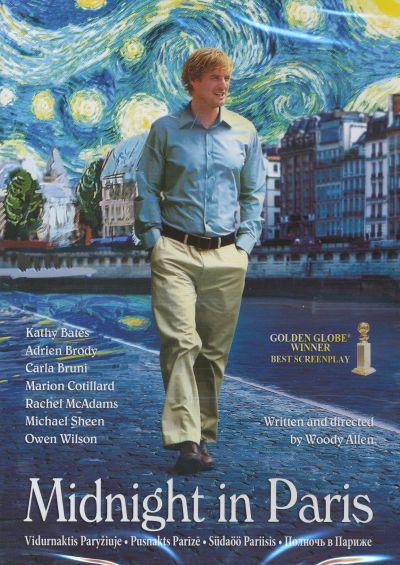 Kathy Bates
Adrien Brody
Carla Bruni
Marion Cotillard
Rachel McAdams
Michael Sheen
Owen Wilson
GOLDEN GLOBE®
WINNER
BEST SCREENPLAY
Written and directed
by Woody Allen
Midnight in Paris
Vidurnaktis Paryžiuje • Pusnakts Parīzē • Südaöö Pariisis • Полночь в Париже